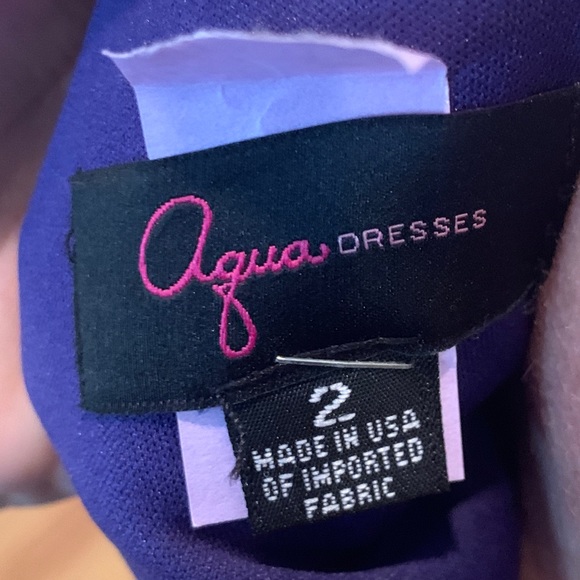 Aqua DRESSES
2
MADE IN USA
OF IMPORTED
FABRIC